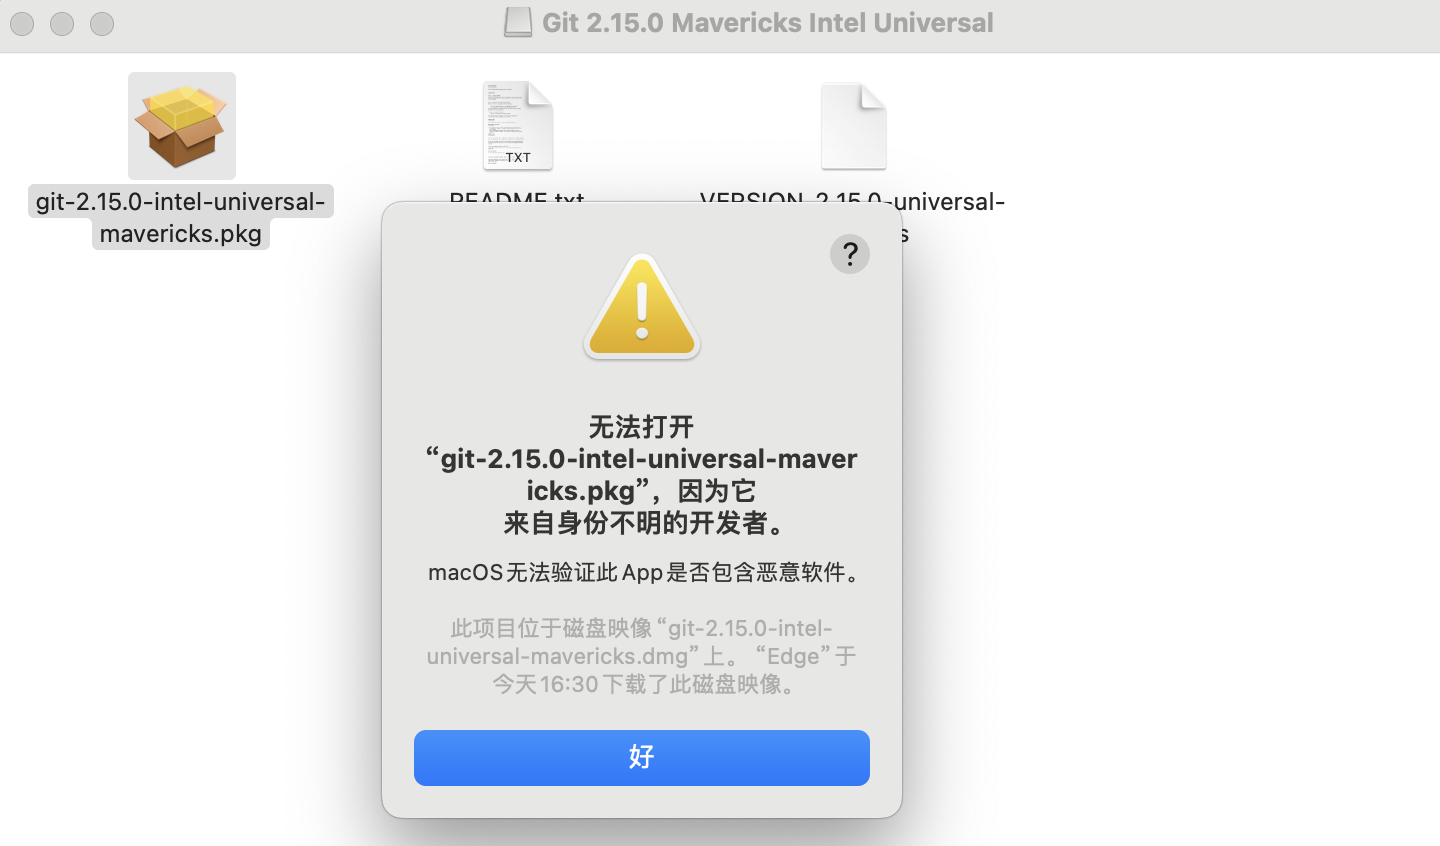 Git 2.15.0 Mavericks Intel Universal
TXT
git-2.15.0-intel-universal-
mavericks.pkg
README.txt
VERSION-2.15.0-universal-
?
无法打开
“git-2.15.0-intel-universal-maver
icks.pkg”，因为它
来自身份不明的开发者。
macOS无法验证此App是否包含恶意软件。
此项目位于磁盘映像“git-2.15.0-intel-
universal-mavericks.dmg”上。“Edge”于
今天16:30下载了此磁盘映像。
好